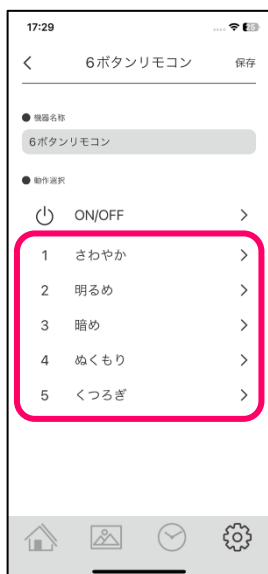 17:29
6ボタンリモコン 保存
機器名称
6ボタンリモコン
動作選択
ON/OFF
1 さわやか
2 明るめ
3 暗め
4 ぬくもり
5 くつろぎ